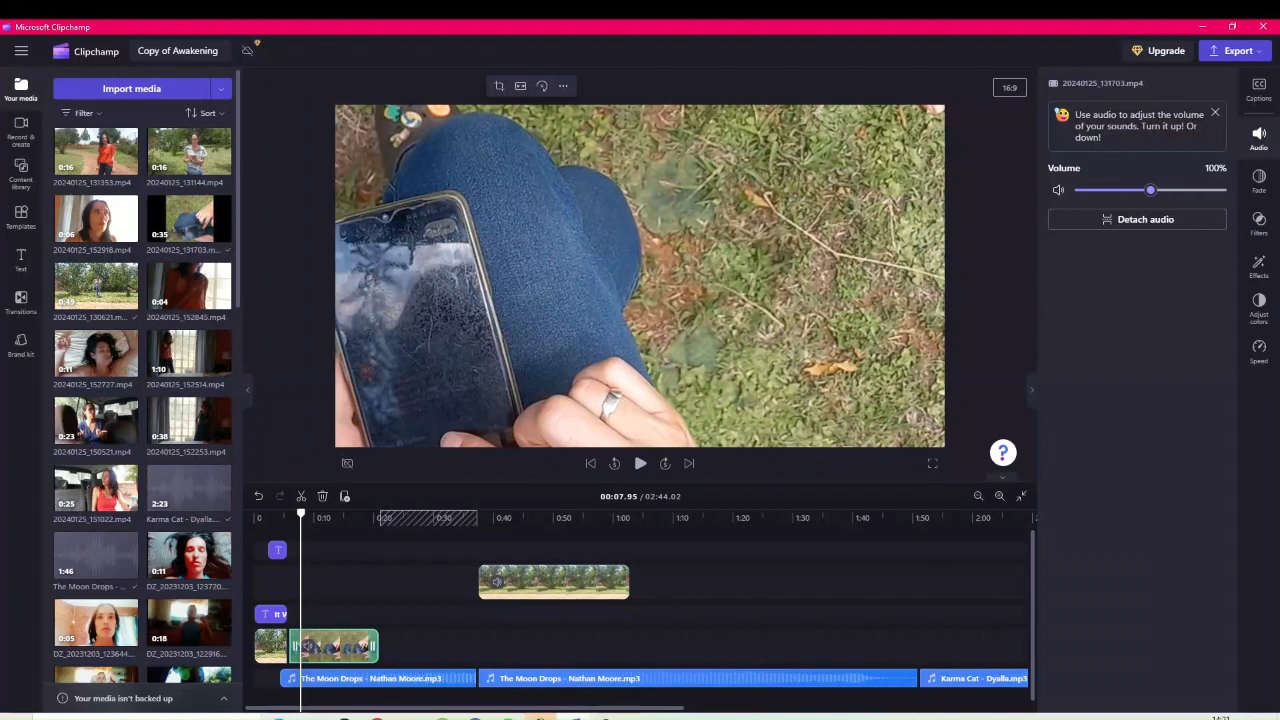 Microsoft Clipchamp
Clipchamp
Copy of Awakening
Upgrade
Export
Your media
Record & create
Content library
Templates
Text
Transitions
Brand kit
Import media
Filter
Sort
0:16
20240125_131353.mp4
0:16
20240125_131144.mp4
0:06
20240125_152918.mp4
0:35
20240125_131703.m...
0:49
20240125_130621.m...
0:04
20240125_152845.mp4
0:11
20240125_152727.mp4
1:10
20240125_152514.mp4
0:23
20240125_150521.mp4
0:38
20240125_152253.mp4
0:25
20240125_151022.mp4
2:23
Karma Cat - Dyalla....
1:46
The Moon Drops - ...
0:11
DZ_20231203_123720....
0:05
DZ_20231203_123644....
0:18
DZ_20231203_122916....
Your media isn't backed up
16:9
?
00:07.95 / 02:44.02
0
0:10
0:20
0:30
0:40
0:50
1:00
1:10
1:20
1:30
1:40
1:50
2:00
T
T It
The Moon Drops - Nathan Moore.mp3
The Moon Drops - Nathan Moore.mp3
Karma Cat - Dyalla.mp3
20240125_131703.mp4
Use audio to adjust the volume
of your sounds. Turn it up! Or
down!
Volume
100%
Detach audio
Captions
Audio
Fade
Filters
Effects
Adjust colors
Speed